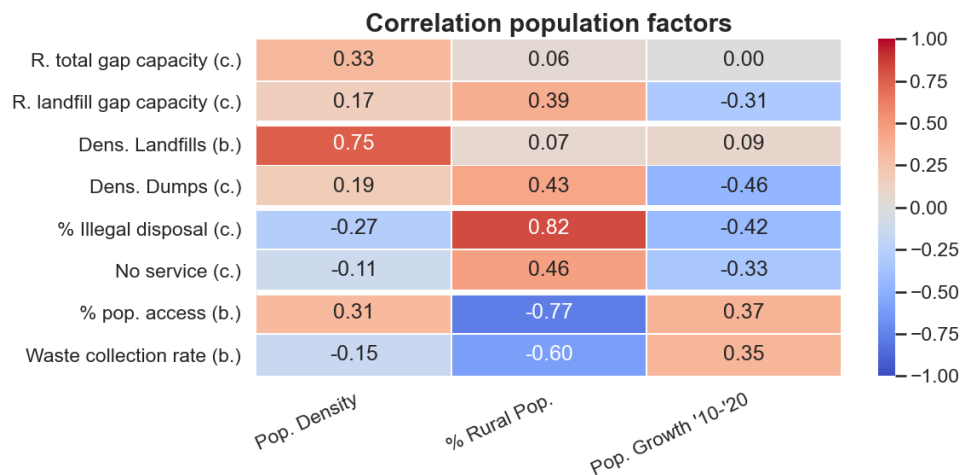 Correlation population factors
R. total gap capacity (c.) 0.33 0.06 0.00
R. landfill gap capacity (c.) 0.17 0.39 -0.31
Dens. Landfills (b.) 0.75 0.07 0.09
Dens. Dumps (c.) 0.19 0.43 -0.46
% Illegal disposal (c.) -0.27 0.82 -0.42
No service (c.) -0.11 0.46 -0.33
% pop. access (b.) 0.31 -0.77 0.37
Waste collection rate (b.) -0.15 -0.60 0.35
Pop. Density % Rural Pop. Pop. Growth '10-'20
1.00
0.75
0.50
0.25
0.00
−0.25
−0.50
−0.75
−1.00